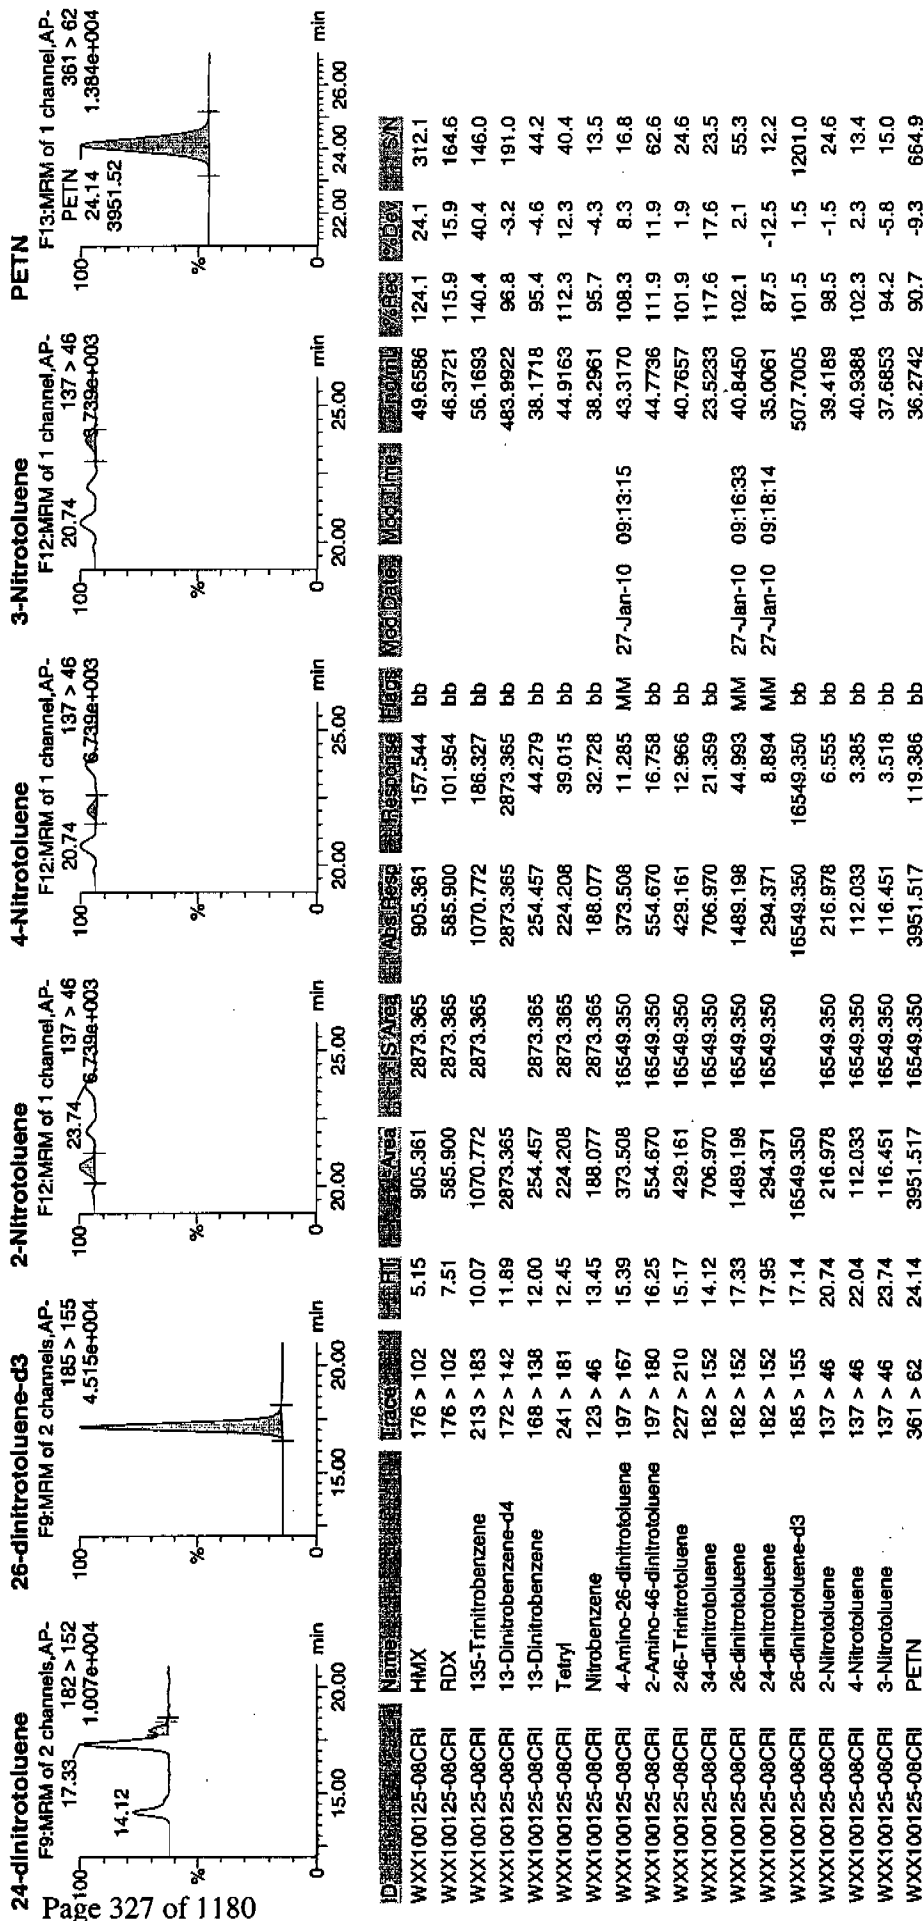 24-dinitrotoluene
F9:MRM of 2 channels,AP-
182 > 152
1.007e+004
17.33
14.12
100
%
0
15.00 20.00
26-dinitrotoluene-d3
F9:MRM of 2 channels,AP-
185 > 155
4.515e+004
100
%
0
15.00 20.00 min
2-Nitrotoluene
F12:MRM of 1 channel,AP-
137 > 46
6.739e+003
23.74
100
%
0
20.00 25.00 min
4-Nitrotoluene
F12:MRM of 1 channel,AP-
137 > 46
6.739e+003
20.74
100
%
0
20.00 25.00 min
3-Nitrotoluene
F12:MRM of 1 channel,AP-
137 > 46
6.739e+003
20.74
100
%
0
20.00 25.00 min
PETN
F13:MRM of 1 channel,AP-
361 > 62
1.384e+004
PETN
24.14
3951.52
100
%
0
22.00 24.00 26.00 min
ID Name Trace RT Area IS Area Abs.Resp Response Flags Mod.Date Mod.Time ng/ml %Rec %Dev S/N
WXX100125-08CRI HMX 176 > 102 5.15 905.361 2873.365 905.361 157.544 bb 49.6586 124.1 24.1 312.1
WXX100125-08CRI RDX 176 > 102 7.51 585.900 2873.365 585.900 101.954 bb 46.3721 115.9 15.9 164.6
WXX100125-08CRI 135-Trinitrobenzene 213 > 183 10.07 1070.772 2873.365 1070.772 186.327 bb 56.1693 140.4 40.4 146.0
WXX100125-08CRI 13-Dinitrobenzene-d4 172 > 142 11.89 2873.365 2873.365 2873.365 bb 483.9922 96.8 -3.2 191.0
WXX100125-08CRI 13-Dinitrobenzene 168 > 138 12.00 254.457 2873.365 254.457 44.279 bb 38.1718 95.4 -4.6 44.2
WXX100125-08CRI Tetryl 241 > 181 12.45 224.208 2873.365 224.208 39.015 bb 44.9163 112.3 12.3 40.4
WXX100125-08CRI Nitrobenzene 123 > 46 13.45 188.077 2873.365 188.077 32.728 bb 38.2961 95.7 -4.3 13.5
WXX100125-08CRI 4-Amino-26-dinitrotoluene 197 > 167 15.39 373.508 16549.350 373.508 11.285 MM 27-Jan-10 09:13:15 43.3170 108.3 8.3 16.8
WXX100125-08CRI 2-Amino-46-dinitrotoluene 197 > 180 16.25 554.670 16549.350 554.670 16.758 bb 44.7736 111.9 11.9 62.6
WXX100125-08CRI 246-Trinitrotoluene 227 > 210 15.17 429.161 16549.350 429.161 12.966 bb 40.7657 101.9 1.9 24.6
WXX100125-08CRI 34-dinitrotoluene 182 > 152 14.12 706.970 16549.350 706.970 21.359 bb 23.5233 117.6 17.6 23.5
WXX100125-08CRI 26-dinitrotoluene 182 > 152 17.33 1489.198 16549.350 1489.198 44.993 MM 27-Jan-10 09:16:33 40.8450 102.1 2.1 55.3
WXX100125-08CRI 24-dinitrotoluene 182 > 152 17.95 294.371 16549.350 294.371 8.894 MM 27-Jan-10 09:18:14 35.0061 87.5 -12.5 12.2
WXX100125-08CRI 26-dinitrotoluene-d3 185 > 155 17.14 16549.350 16549.350 16549.350 bb 507.7005 101.5 1.5 1201.0
WXX100125-08CRI 2-Nitrotoluene 137 > 46 20.74 216.978 16549.350 216.978 6.555 bb 39.4189 98.5 -1.5 24.6
WXX100125-08CRI 4-Nitrotoluene 137 > 46 22.04 112.033 16549.350 112.033 3.385 bb 40.9388 102.3 2.3 13.4
WXX100125-08CRI 3-Nitrotoluene 137 > 46 23.74 116.451 16549.350 116.451 3.518 bb 37.6853 94.2 -5.8 15.0
WXX100125-08CRI PETN 361 > 62 24.14 3951.517 16549.350 3951.517 119.386 bb 36.2742 90.7 -9.3 664.9
Page 327 of 1180